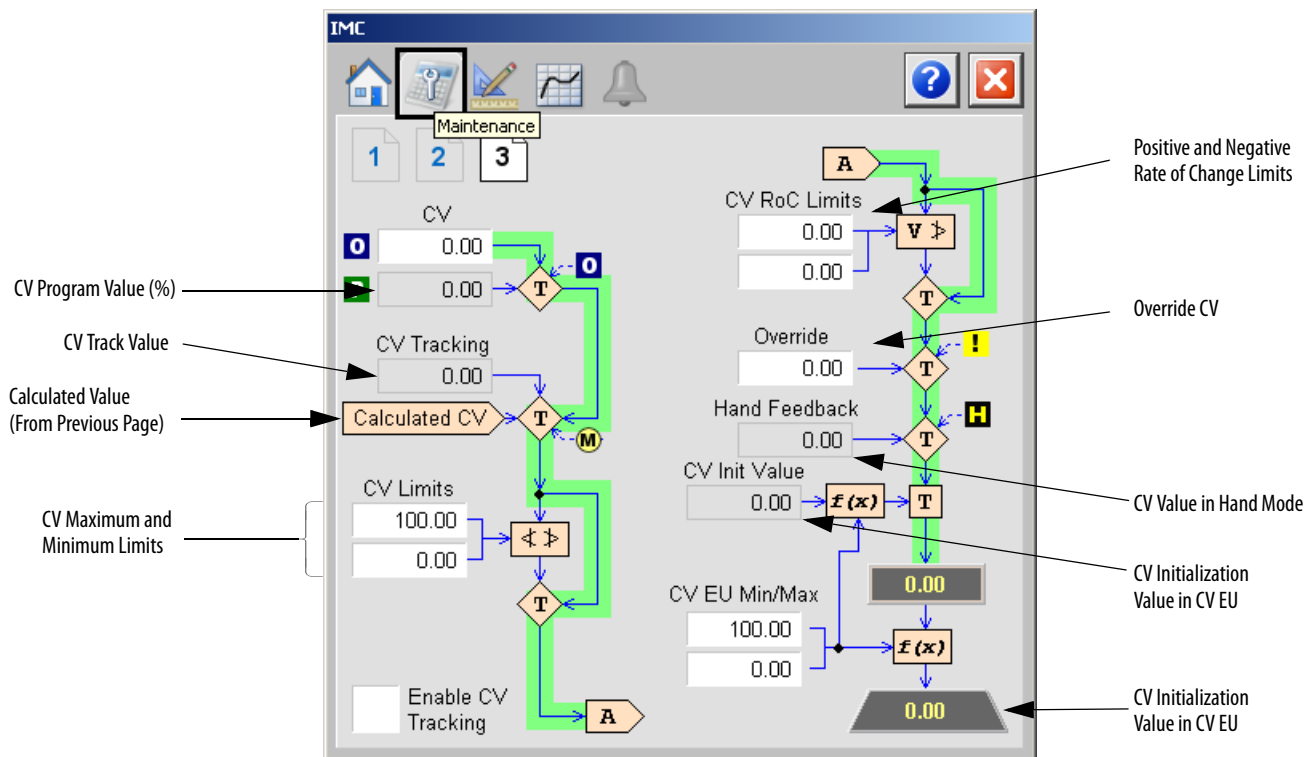 IMC
Maintenance
1
2
3
CV
O
0.00
O
CV Program Value (%)
0.00
T
CV Track Value
CV Tracking
0.00
Calculated Value
(From Previous Page)
Calculated CV
T
M
CV Maximum and
Minimum Limits
CV Limits
100.00
0.00
T
Enable CV
Tracking
A
?
A
Positive and Negative
Rate of Change Limits
CV RoC Limits
0.00
0.00
V
T
Override CV
Override
0.00
T
!
Hand Feedback
0.00
T
H
CV Value in Hand Mode
CV Init Value
0.00
f(x)
T
CV Initialization
Value in CV EU
0.00
CV EU Min/Max
100.00
0.00
f(x)
0.00
CV Initialization
Value in CV EU